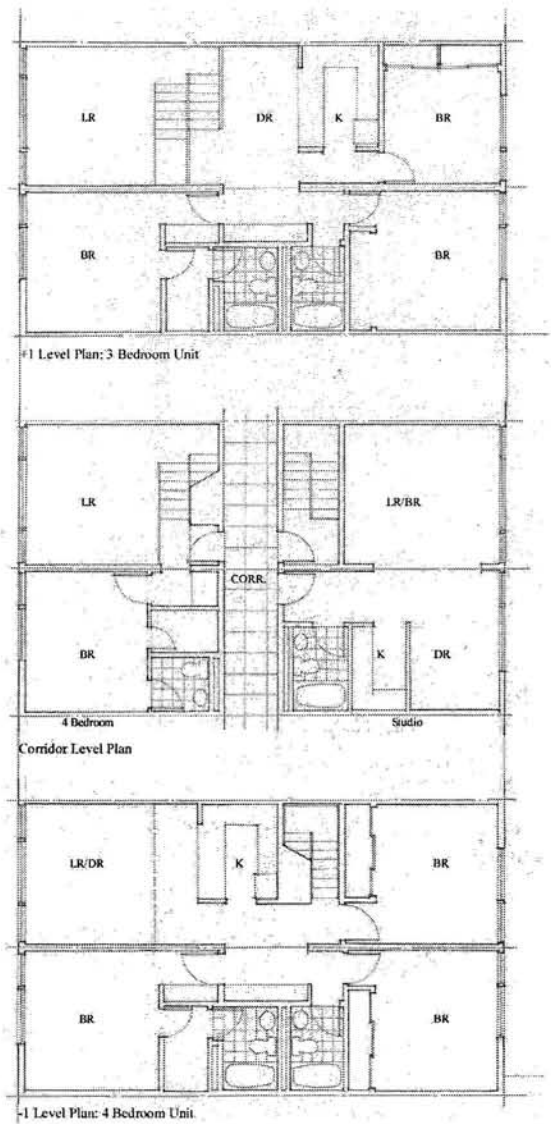 LR DR K BR
BR BR
+1 Level Plan: 3 Bedroom Unit
LR LR/BR
CORR.
BR K DR
4 Bedroom Studio
Corridor Level Plan
LR/DR K BR
BR BR
-1 Level Plan: 4 Bedroom Unit